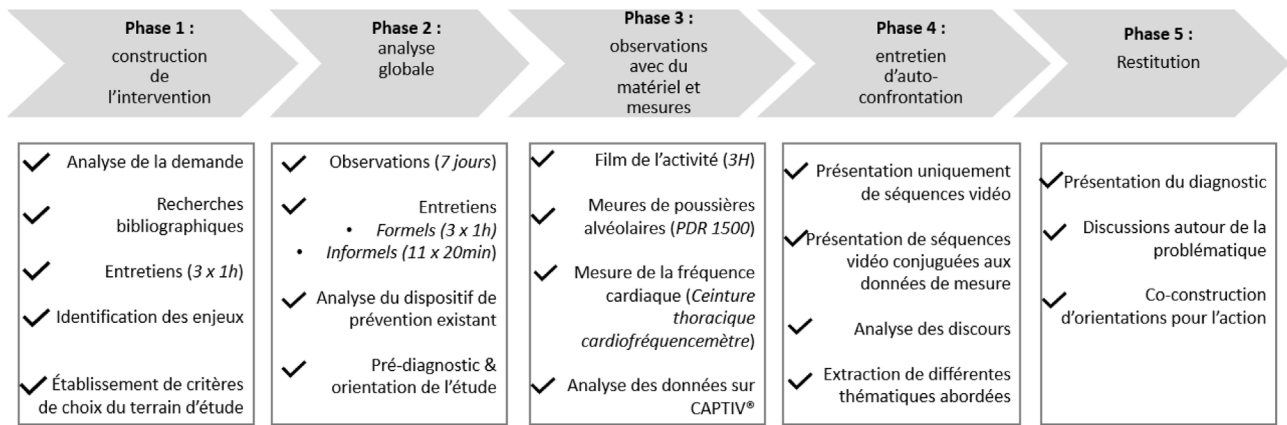 Phase 1 :
construction
de
l'intervention
Phase 2 :
analyse
globale
Phase 3 :
observations
avec du
matériel et
mesures
Phase 4 :
entretien
d'auto-
confrontation
Phase 5 :
Restitution
Analyse de la demande
Recherches
bibliographiques
Entretiens (3 x 1h)
Identification des enjeux
Établissement de critères
de choix du terrain d'étude
Observations (7 jours)
Entretiens
• Formels (3 x 1h)
• Informels (11 x 20min)
Analyse du dispositif de
prévention existant
Pré-diagnostic &
orientation de l'étude
Film de l'activité (3H)
Meures de poussières
alvéolaires (PDR 1500)
Mesure de la fréquence
cardiaque (Ceinture
thoracique
cardiofréquencemètre)
Analyse des données sur
CAPTIV®
Présentation uniquement
de séquences vidéo
Présentation de séquences
vidéo conjuguées aux
données de mesure
Analyse des discours
Extraction de différentes
thématiques abordées
Présentation du diagnostic
Discussions autour de la
problématique
Co-construction
d'orientations pour l'action